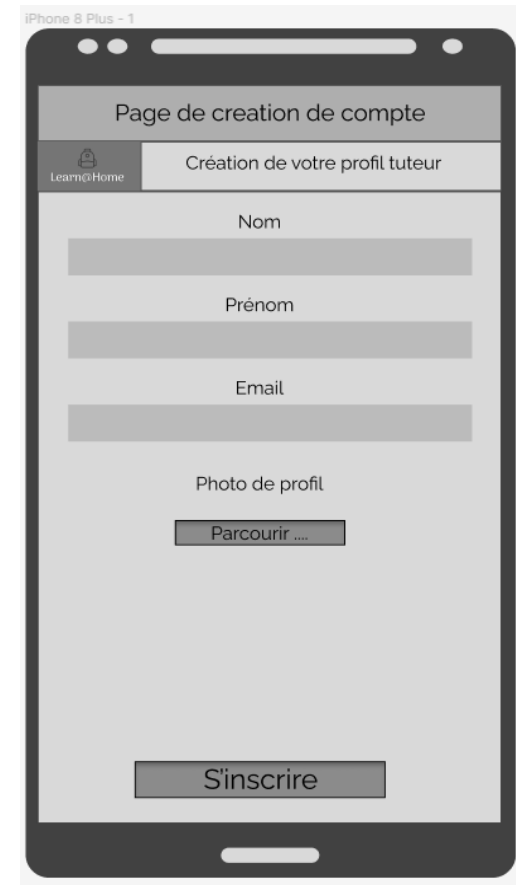 iPhone 8 Plus - 1
Page de creation de compte
Learn@Home
Création de votre profil tuteur
Nom
Prénom
Email
Photo de profil
Parcourir ....
S'inscrire